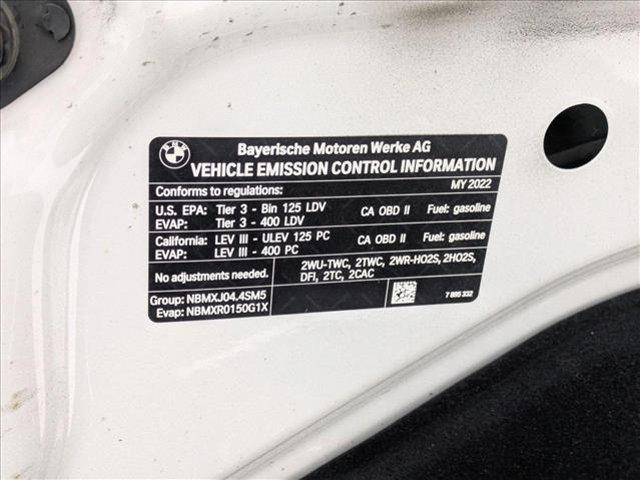 BMW
Bayerische Motoren Werke AG
VEHICLE EMISSION CONTROL INFORMATION
Conforms to regulations: MY 2022
U.S. EPA: Tier 3 - Bin 125 LDV CA OBD II Fuel: gasoline
EVAP: Tier 3 - 400 LDV
California: LEV III - ULEV 125 PC CA OBD II Fuel: gasoline
EVAP: LEV III - 400 PC
No adjustments needed. 2WU-TWC, 2TWC, 2WR-HO2S, 2HO2S,
DFI, 2TC, 2CAC
Group: NBMXJ04.4SM5
Evap: NBMXR0150G1X 7 895 332